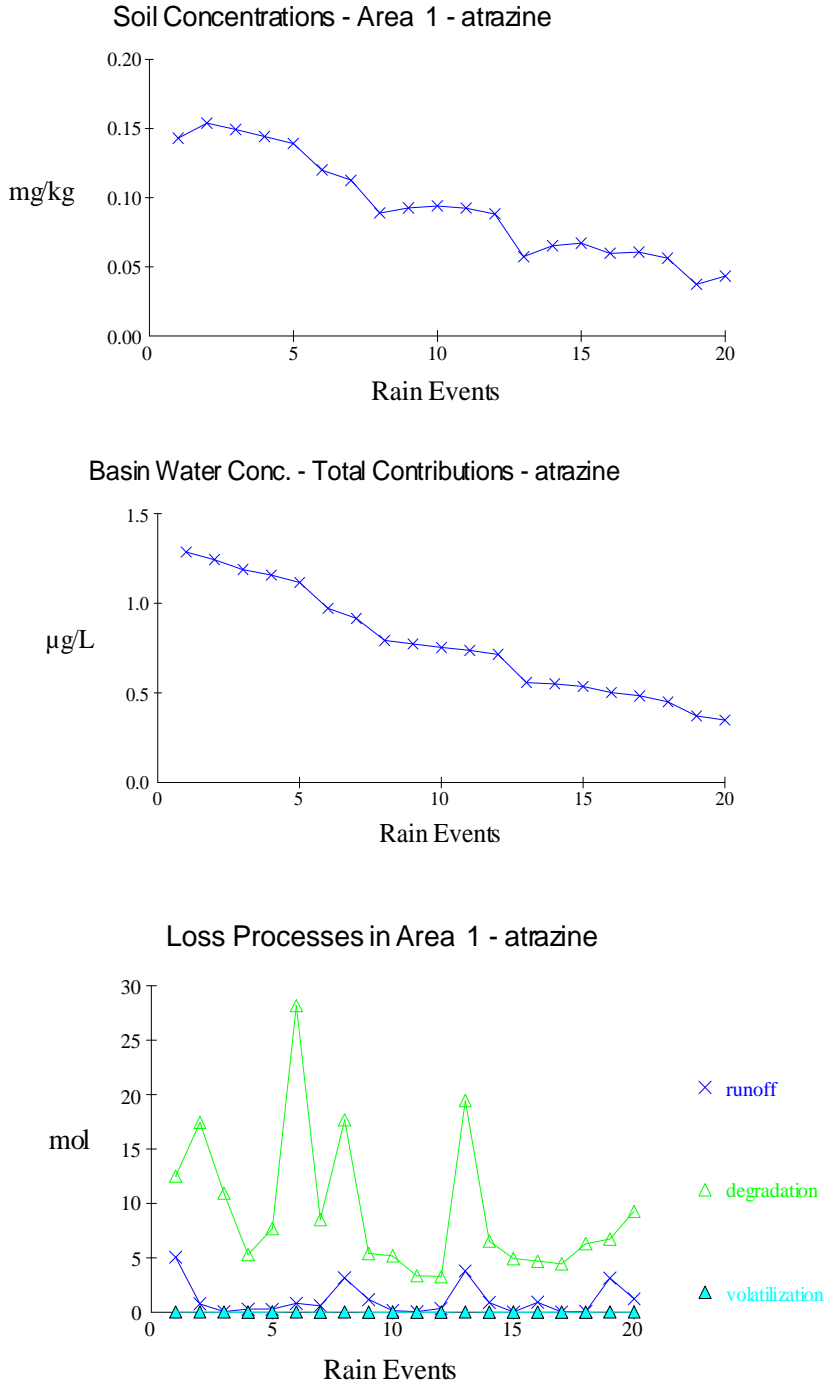 Soil Concentrations - Area 1 - atrazine
0.20
0.15
mg/kg
0.10
0.05
0.00
0 5 10 15 20
Rain Events
Basin Water Conc. - Total Contributions - atrazine
1.5
1.0
µg/L
0.5
0.0
0 5 10 15 20
Rain Events
Loss Processes in Area 1 - atrazine
30
25
20
runoff
15
mol
10
degradation
5
0
volatilization
0 5 10 15 20
Rain Events